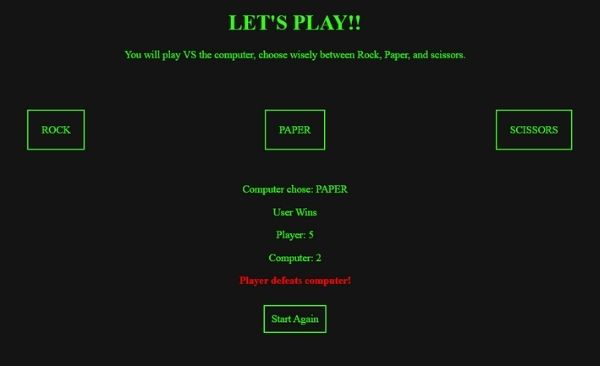 LET'S PLAY!!
You will play VS the computer, choose wisely between Rock, Paper, and scissors.
ROCK
PAPER
SCISSORS
Computer chose: PAPER
User Wins
Player: 5
Computer: 2
Player defeats computer!
Start Again